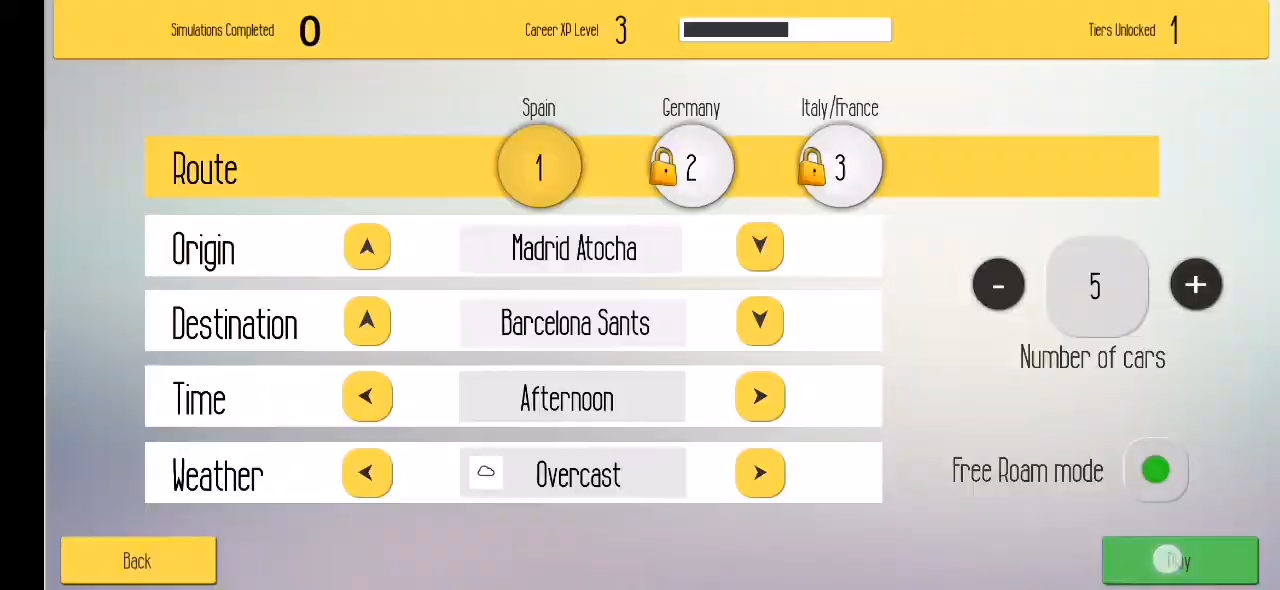 Simulations Completed 0 Career XP Level 3 Tiers Unlocked 1
Spain Germany Italy/France
Route 1 2 3
Origin Madrid Atocha
Destination Barcelona Sants
- 5 +
Number of cars
Time Afternoon
Weather Overcast
Free Roam mode
Back